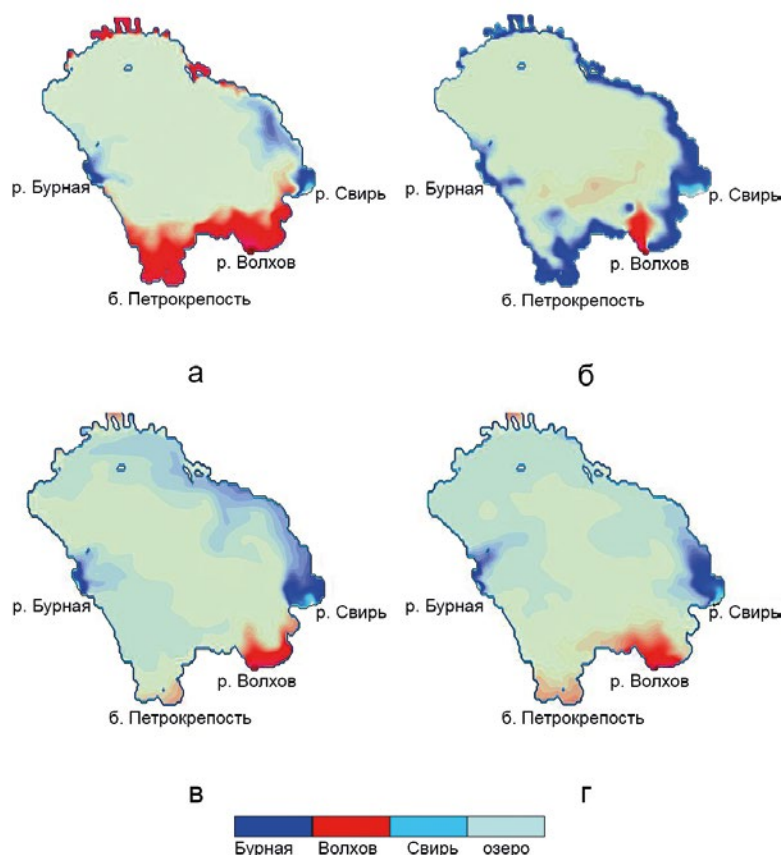 р. Бурная
р. Свирь
р. Волхов
б. Петрокрепость
а
р. Бурная
р. Свирь
р. Волхов
б. Петрокрепость
б
р. Бурная
р. Свирь
р. Волхов
б. Петрокрепость
в
р. Бурная
р. Свирь
р. Волхов
б. Петрокрепость
г
Бурная Волхов Свирь озеро